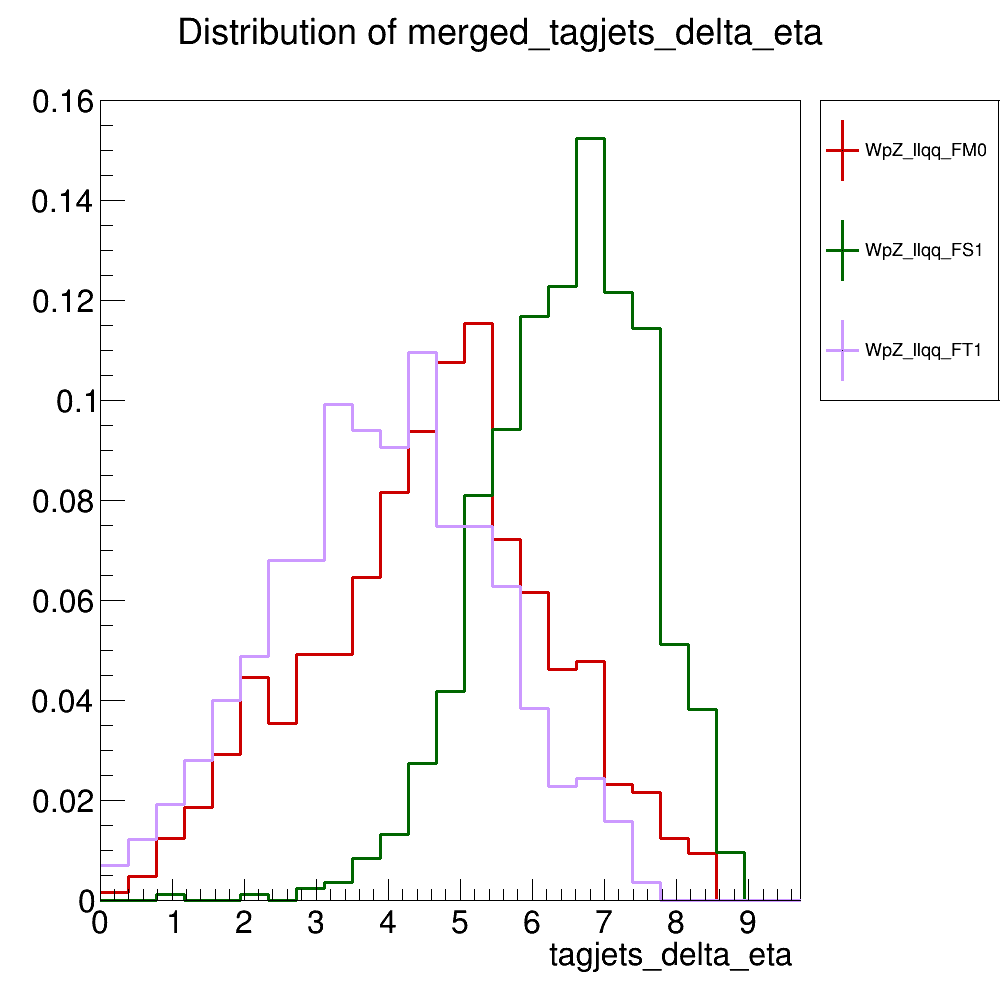 Distribution of merged_tagjets_delta_eta
0.16
0.14
0.12
0.1
0.08
0.06
0.04
0.02
0
0 1 2 3 4 5 6 7 8 9
tagjets_delta_eta
WpZ_llqq_FM0
WpZ_llqq_FS1
WpZ_llqq_FT1